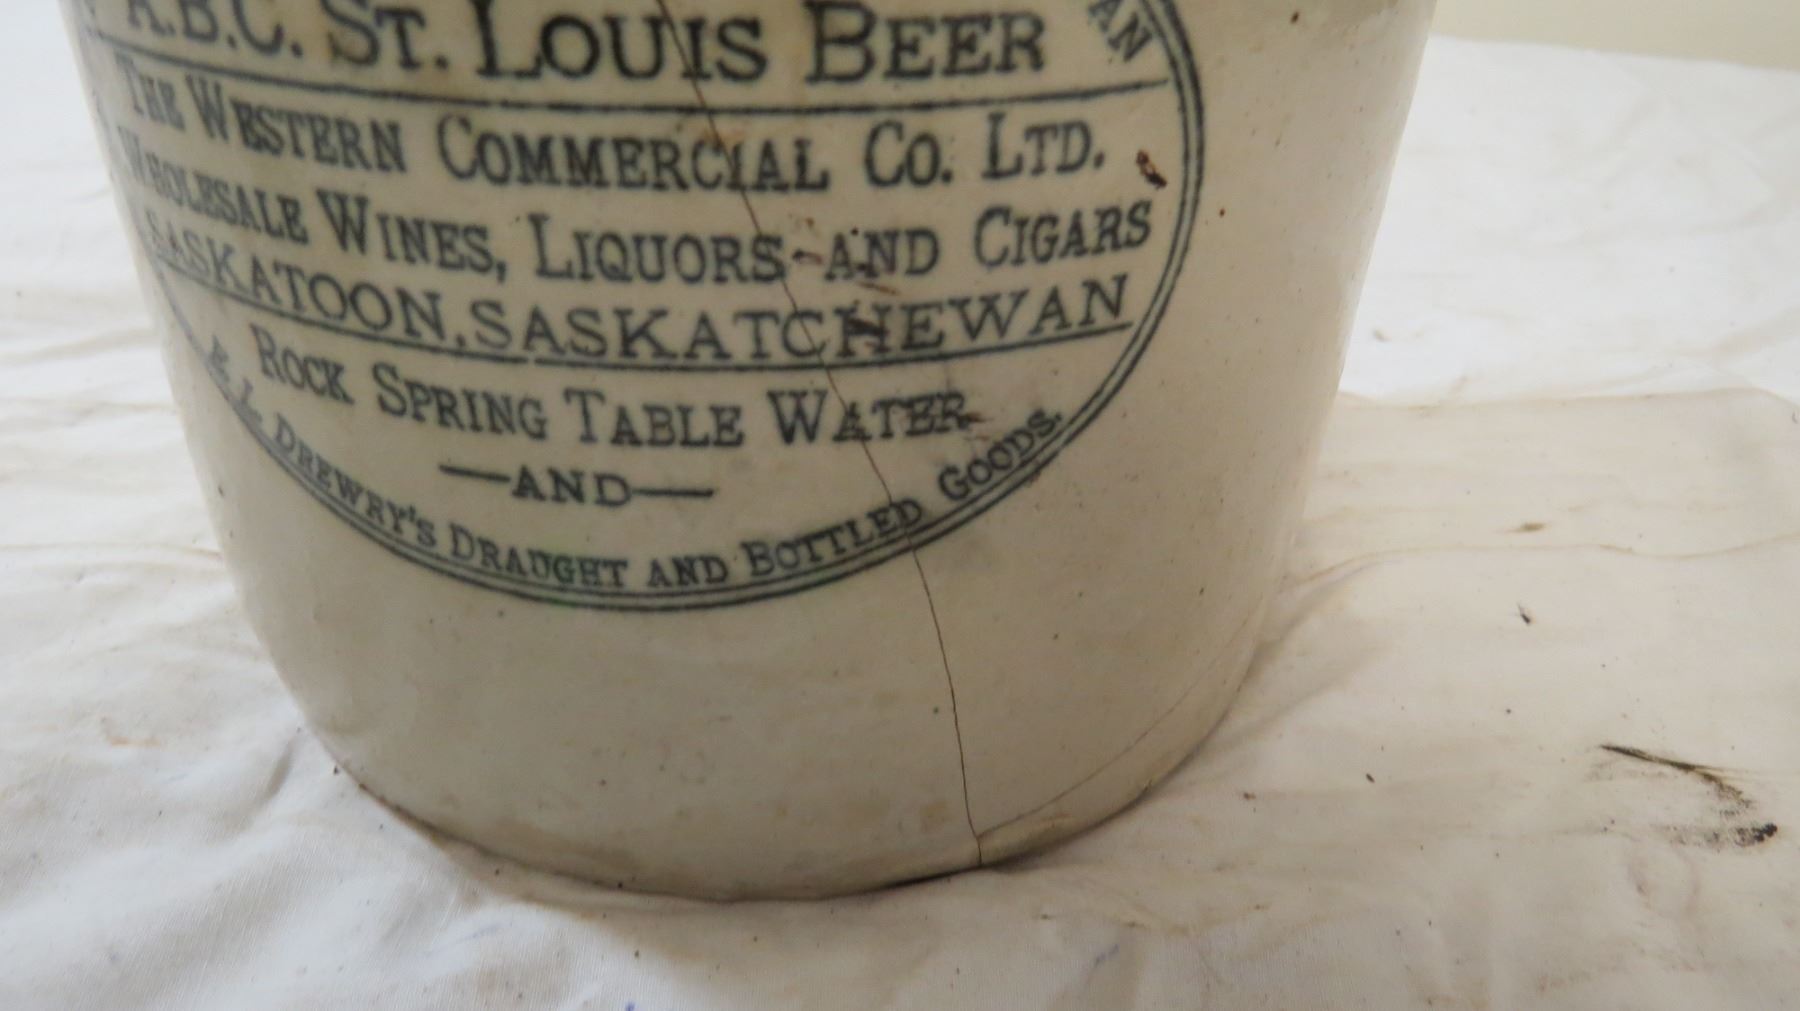 AN
A.B.C. ST. LOUIS BEER
THE WESTERN COMMERCIAL CO. LTD.
WHOLESALE WINES, LIQUORS AND CIGARS
SASKATOON, SASKATCHEWAN
ROCK SPRING TABLE WATER
—AND—
E. L. DREWRY'S DRAUGHT AND BOTTLED GOODS.